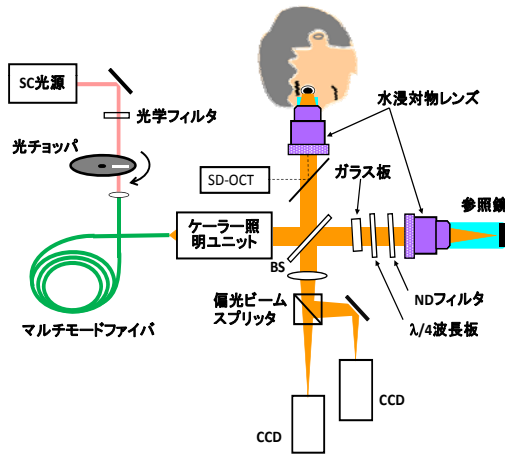 SC光源
光学フィルタ
光チョッパ
マルチモードファイバ
ケーラー照
明ユニット
SD-OCT
水浸対物レンズ
ガラス板
参照鏡
BS
NDフィルタ
λ/4波長板
偏光ビーム
スプリッタ
CCD
CCD